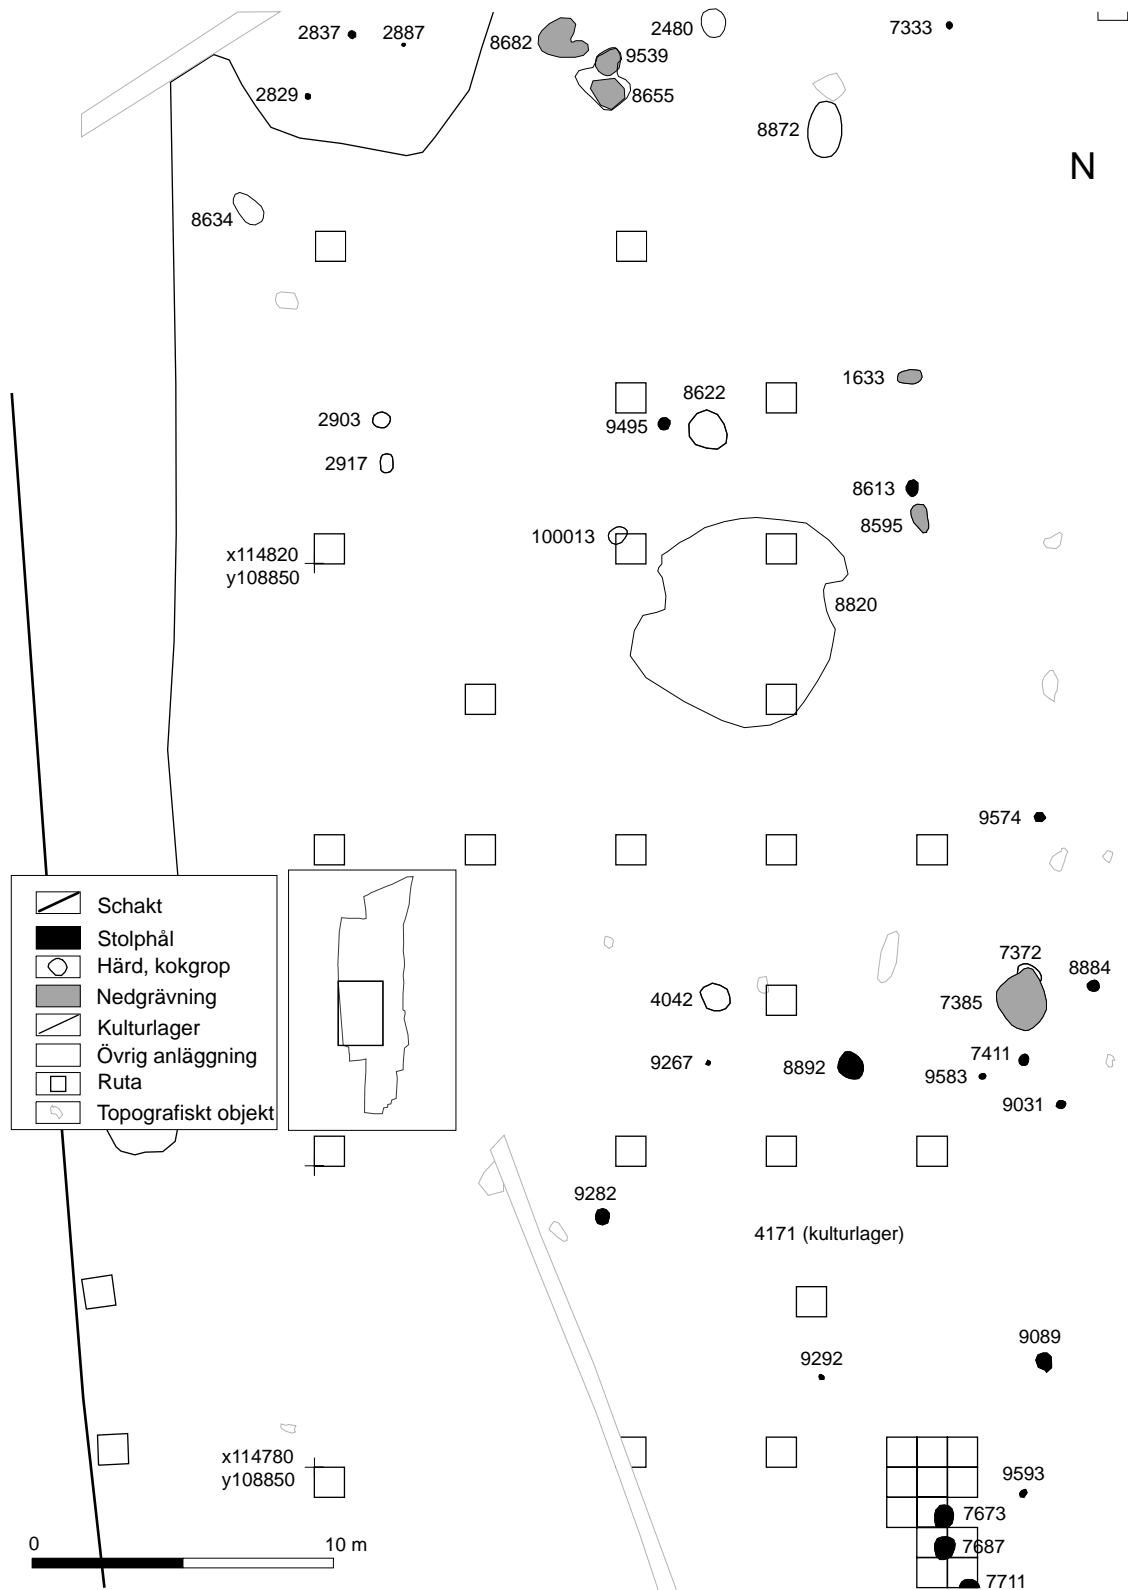 2837
2887
8682
2480
7333
9539
2829
8655
8872
N
8634
1633
8622
2903
9495
2917
8613
8595
100013
x114820
y108850
8820
9574
Schakt
Stolphål
Härd, kokgrop
Nedgrävning
Kulturlager
Övrig anläggning
Ruta
Topografiskt objekt
7372
8884
4042
7385
7411
9267
8892
9583
9031
9282
4171 (kulturlager)
9089
9292
x114780
y108850
9593
7673
0
10 m
7687
7711